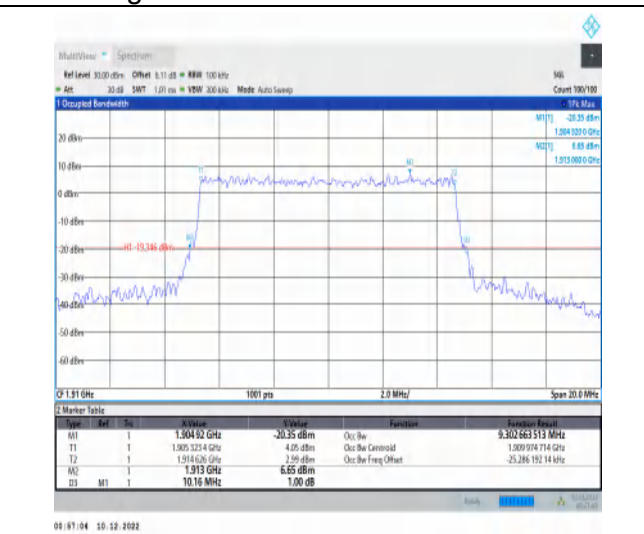 MultiView Spectrum
Ref Level 30.00 dBm Offset 8.11 dB RBW 100 kHz SGL
Att 30 dB SWT 1.01 ms VBW 300 kHz Mode Auto Sweep Count 100/100
1 Occupied Bandwidth 1Pk Max
M1[1] -20.35 dBm
1.904 920 0 GHz
20 dBm
M2[1] 6.65 dBm
1.913 000 0 GHz
10 dBm
M2
T1
T2
0 dBm
-10 dBm
M1
D3
-20 dBm
H1 -19.346 dBm
-30 dBm
-40 dBm
-50 dBm
-60 dBm
CF 1.91 GHz 1001 pts 2.0 MHz/ Span 20.0 MHz
2 Marker Table
Type Ref Trc X-Value Y-Value Function Function Result
M1 1 1.904 92 GHz -20.35 dBm Occ Bw 9.302 663 513 MHz
T1 1 1.905 323 4 GHz 4.05 dBm Occ Bw Centroid 1.909 974 714 GHz
T2 1 1.914 626 GHz 2.99 dBm Occ Bw Freq Offset -25.286 192 14 kHz
M2 1 1.913 GHz 6.65 dBm
D3 M1 1 10.16 MHz 1.00 dB
Ready
08:57:04 10.12.2022